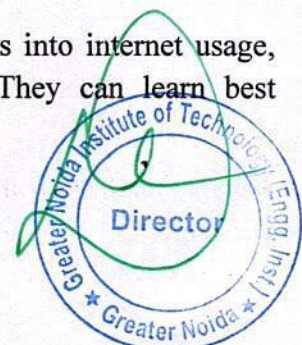 s into internet usage,
They can learn best
Greater Noida Institute of Technology (Engg. Inst.)
Director
★ Greater Noida ★